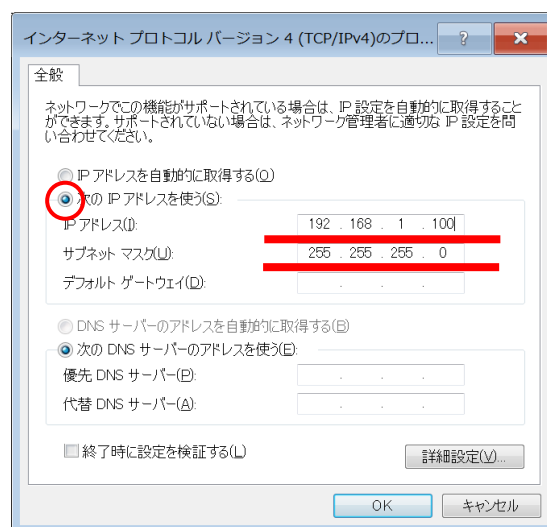 インターネット プロトコル バージョン 4 (TCP/IPv4)のプロ...
全般
ネットワークでこの機能がサポートされている場合は、IP 設定を自動的に取得すること
ができます。サポートされていない場合は、ネットワーク管理者に適切な IP 設定を問
い合わせてください。
IP アドレスを自動的に取得する(O)
次の IP アドレスを使う(S):
IP アドレス(I): 192 . 168 . 1 . 100
サブネット マスク(U): 255 . 255 . 255 . 0
デフォルト ゲートウェイ(D): . . .
DNS サーバーのアドレスを自動的に取得する(B)
次の DNS サーバーのアドレスを使う(E):
優先 DNS サーバー(P): . . .
代替 DNS サーバー(A): . . .
終了時に設定を検証する(L)
詳細設定(V)...
OK キャンセル